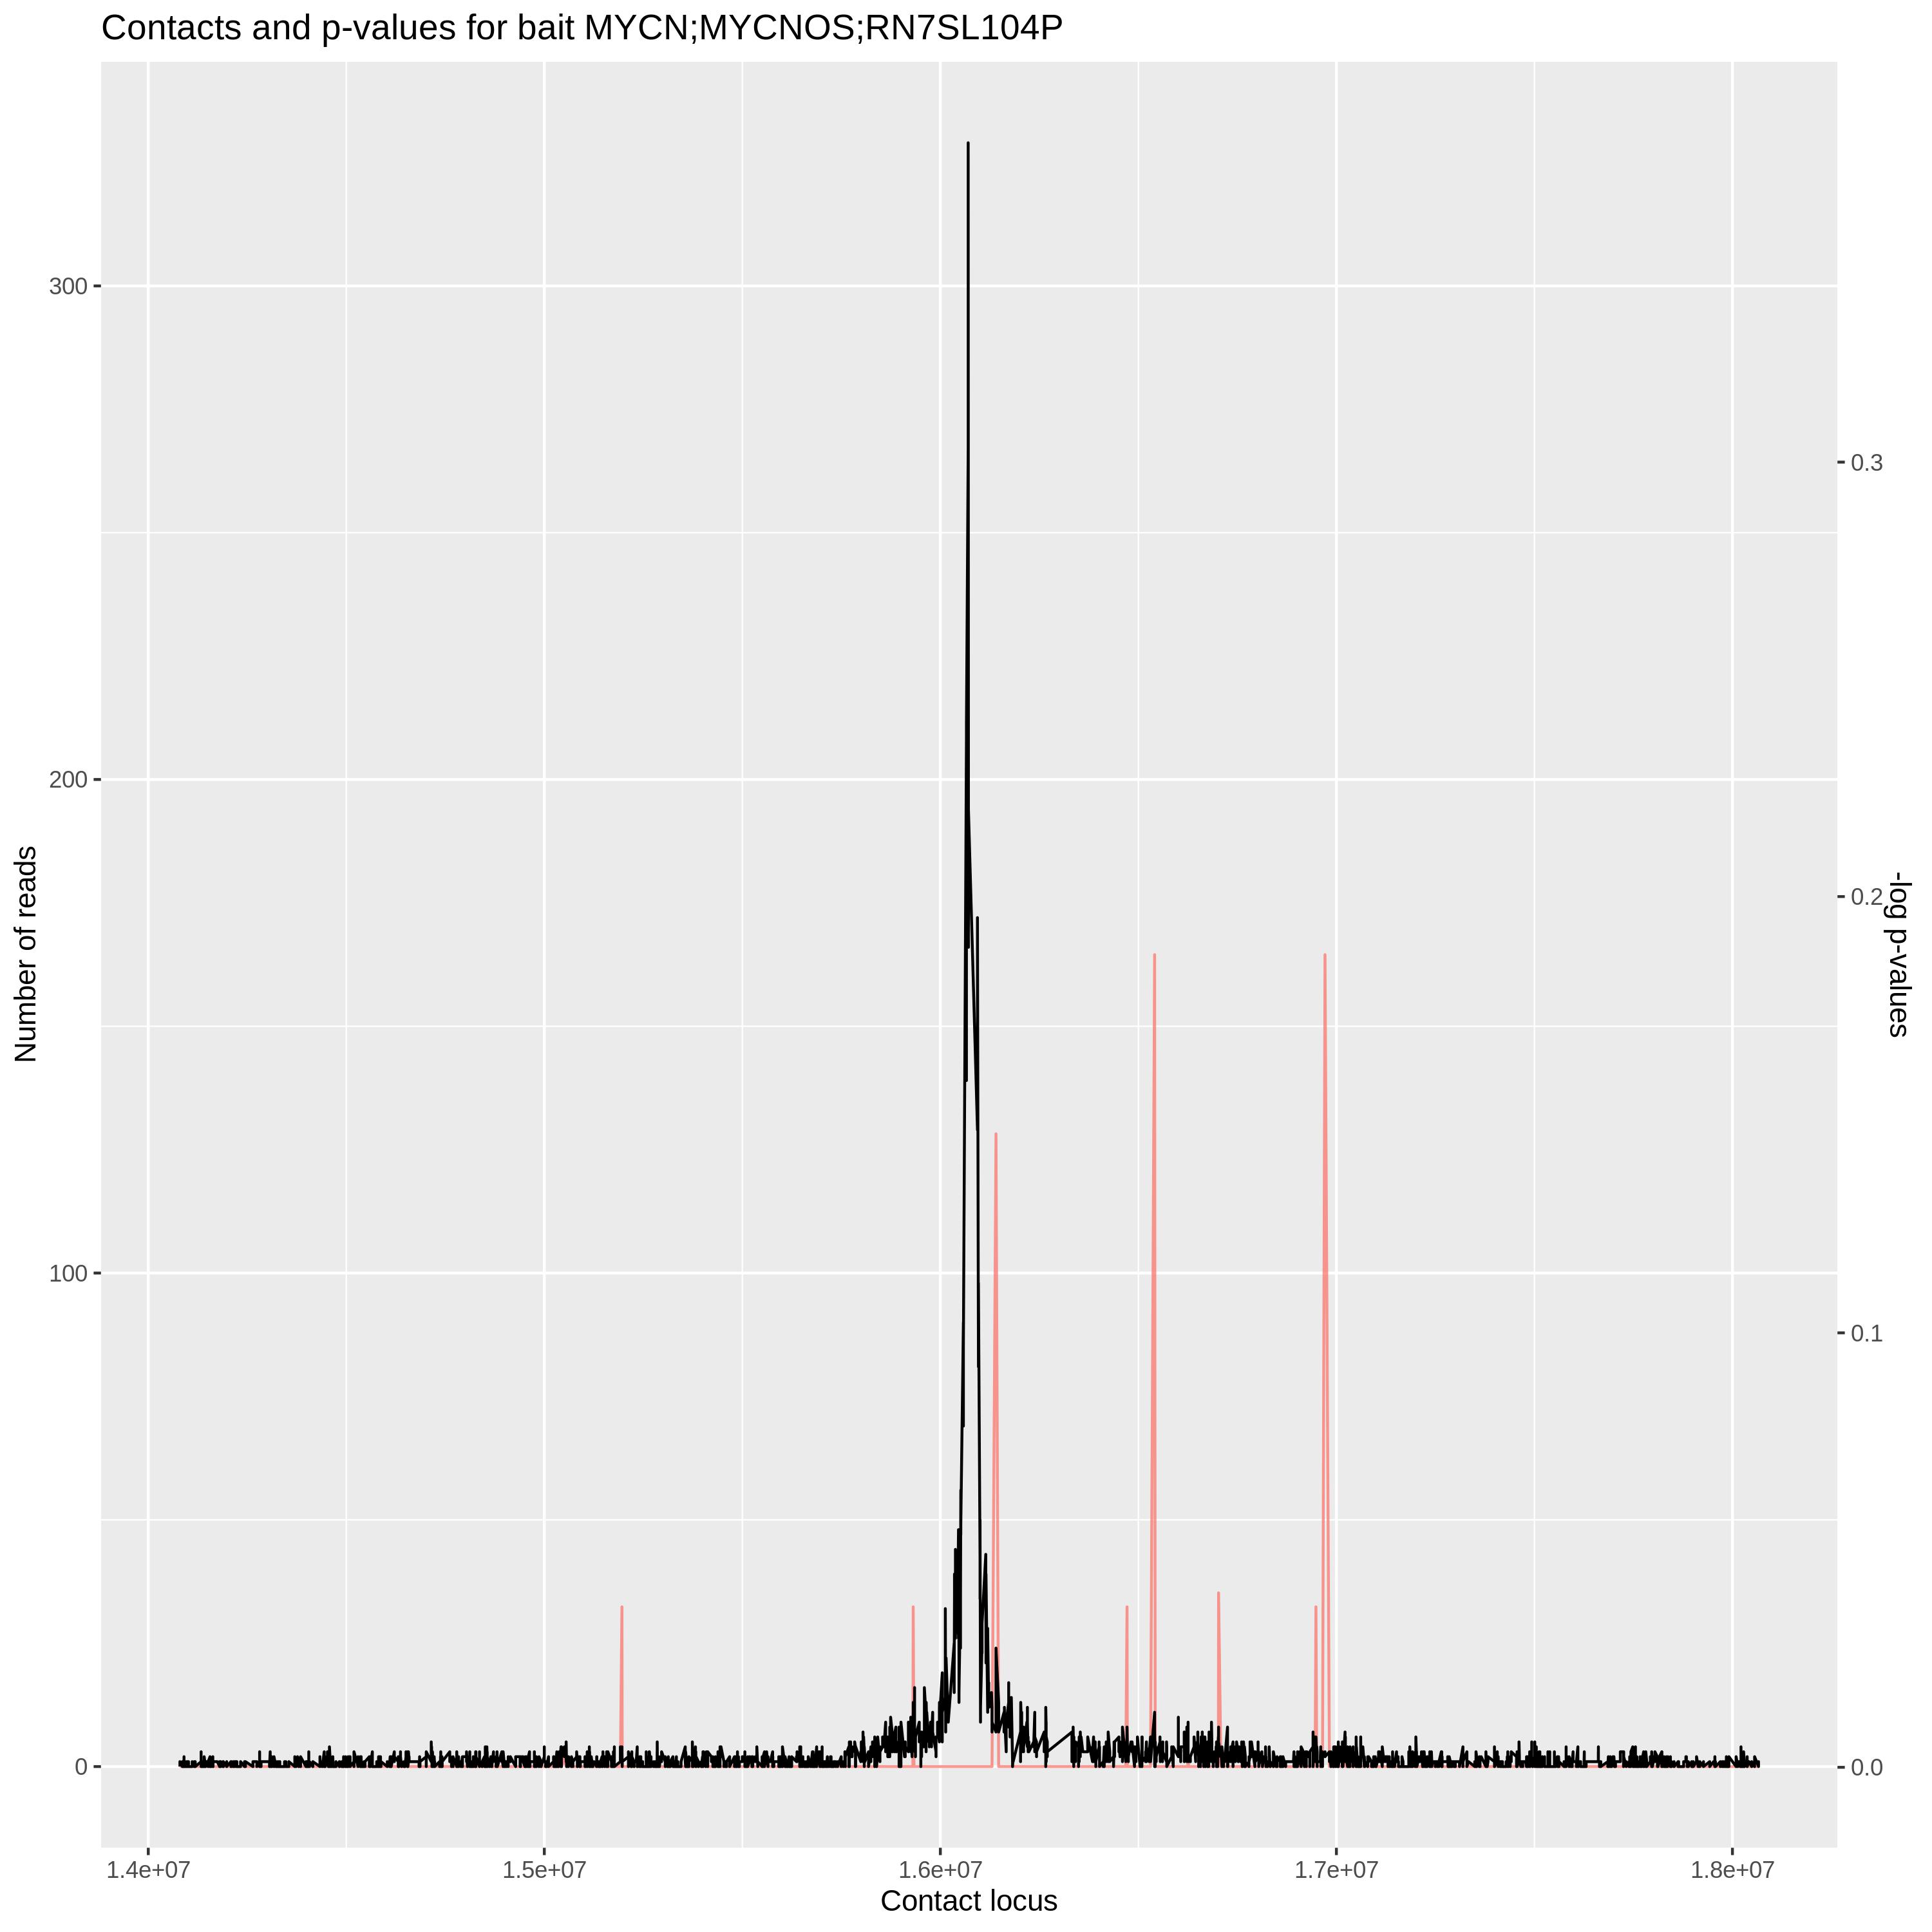 Contacts and p-values for bait MYCN;MYCNOS;RN7SL104P
300
200
100
0
Number of reads
0.3
0.2
0.1
0.0
-log p-values
1.4e+07
1.5e+07
1.6e+07
1.7e+07
1.8e+07
Contact locus